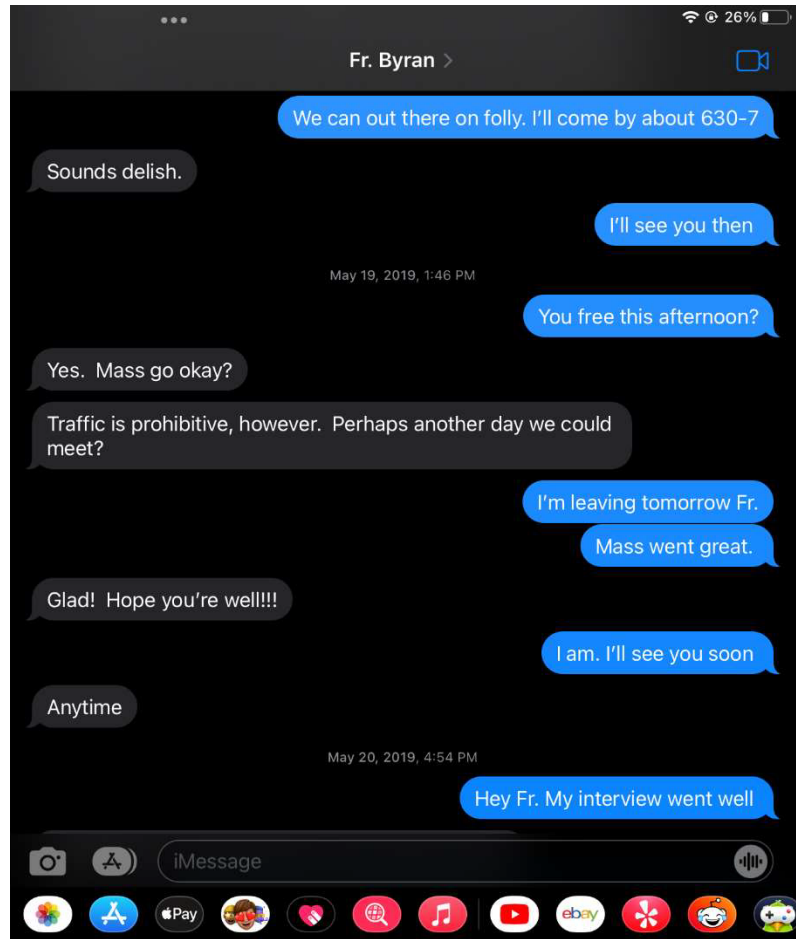 26%
Fr. Byran
We can out there on folly. I'll come by about 630-7
Sounds delish.
I'll see you then
May 19, 2019, 1:46 PM
You free this afternoon?
Yes.  Mass go okay?
Traffic is prohibitive, however.  Perhaps another day we could
meet?
I'm leaving tomorrow Fr.
Mass went great.
Glad!  Hope you're well!!!
I am. I'll see you soon
Anytime
May 20, 2019, 4:54 PM
Hey Fr. My interview went well
iMessage
Pay
ebay